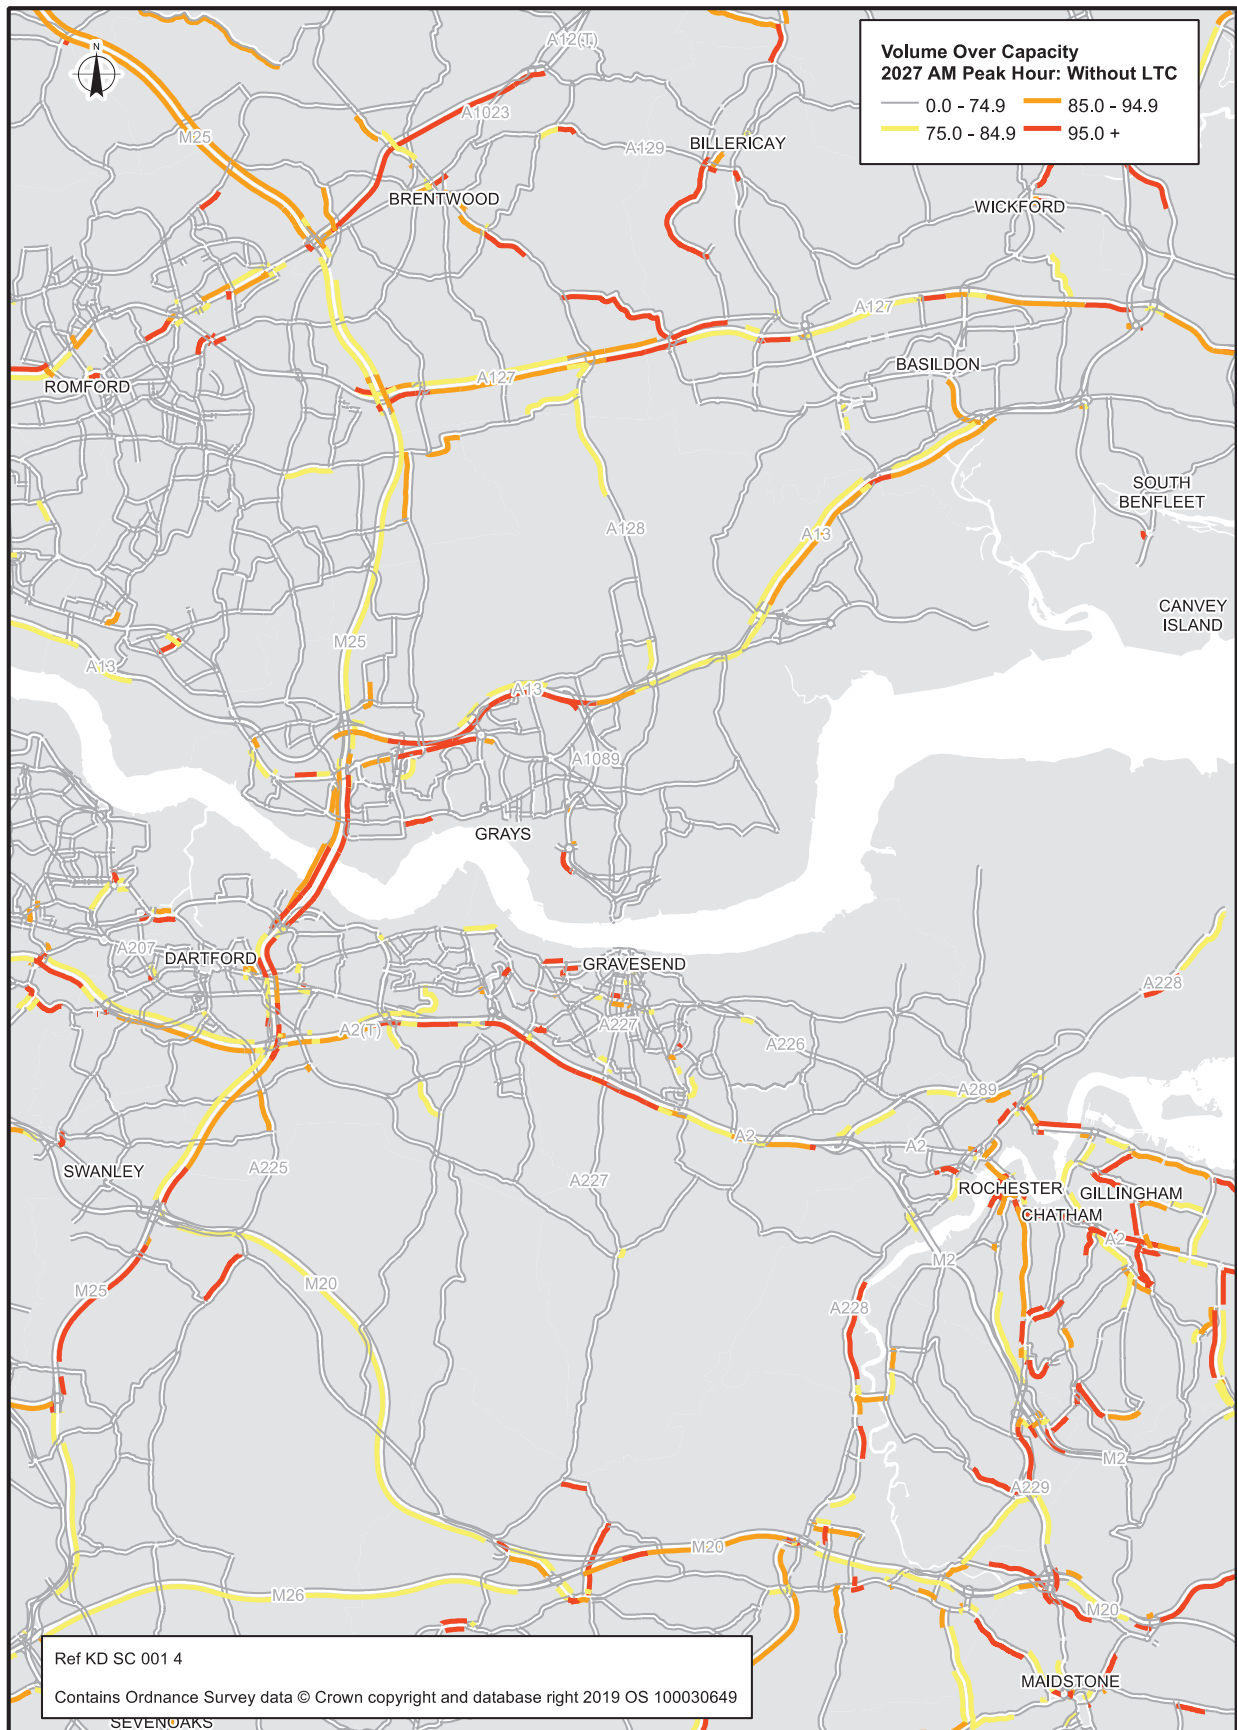 Volume Over Capacity
2027 AM Peak Hour: Without LTC
0.0 - 74.9
85.0 - 94.9
75.0 - 84.9
95.0 +
N
A12(T)
A1023
M25
A129
BILLERICAY
BRENTWOOD
WICKFORD
A127
BASILDON
ROMFORD
A127
SOUTH
BENFLEET
A128
A13
CANVEY
ISLAND
M25
A13
A13
A1089
GRAYS
A207
DARTFORD
GRAVESEND
A228
A2(T)
A227
A226
A289
A2
A2
SWANLEY
A225
A227
ROCHESTER
GILLINGHAM
CHATHAM
A2
M2
M25
M20
A228
M2
A229
M20
M26
M20
MAIDSTONE
Ref KD SC 001 4
Contains Ordnance Survey data © Crown copyright and database right 2019 OS 100030649
SEVENOAKS